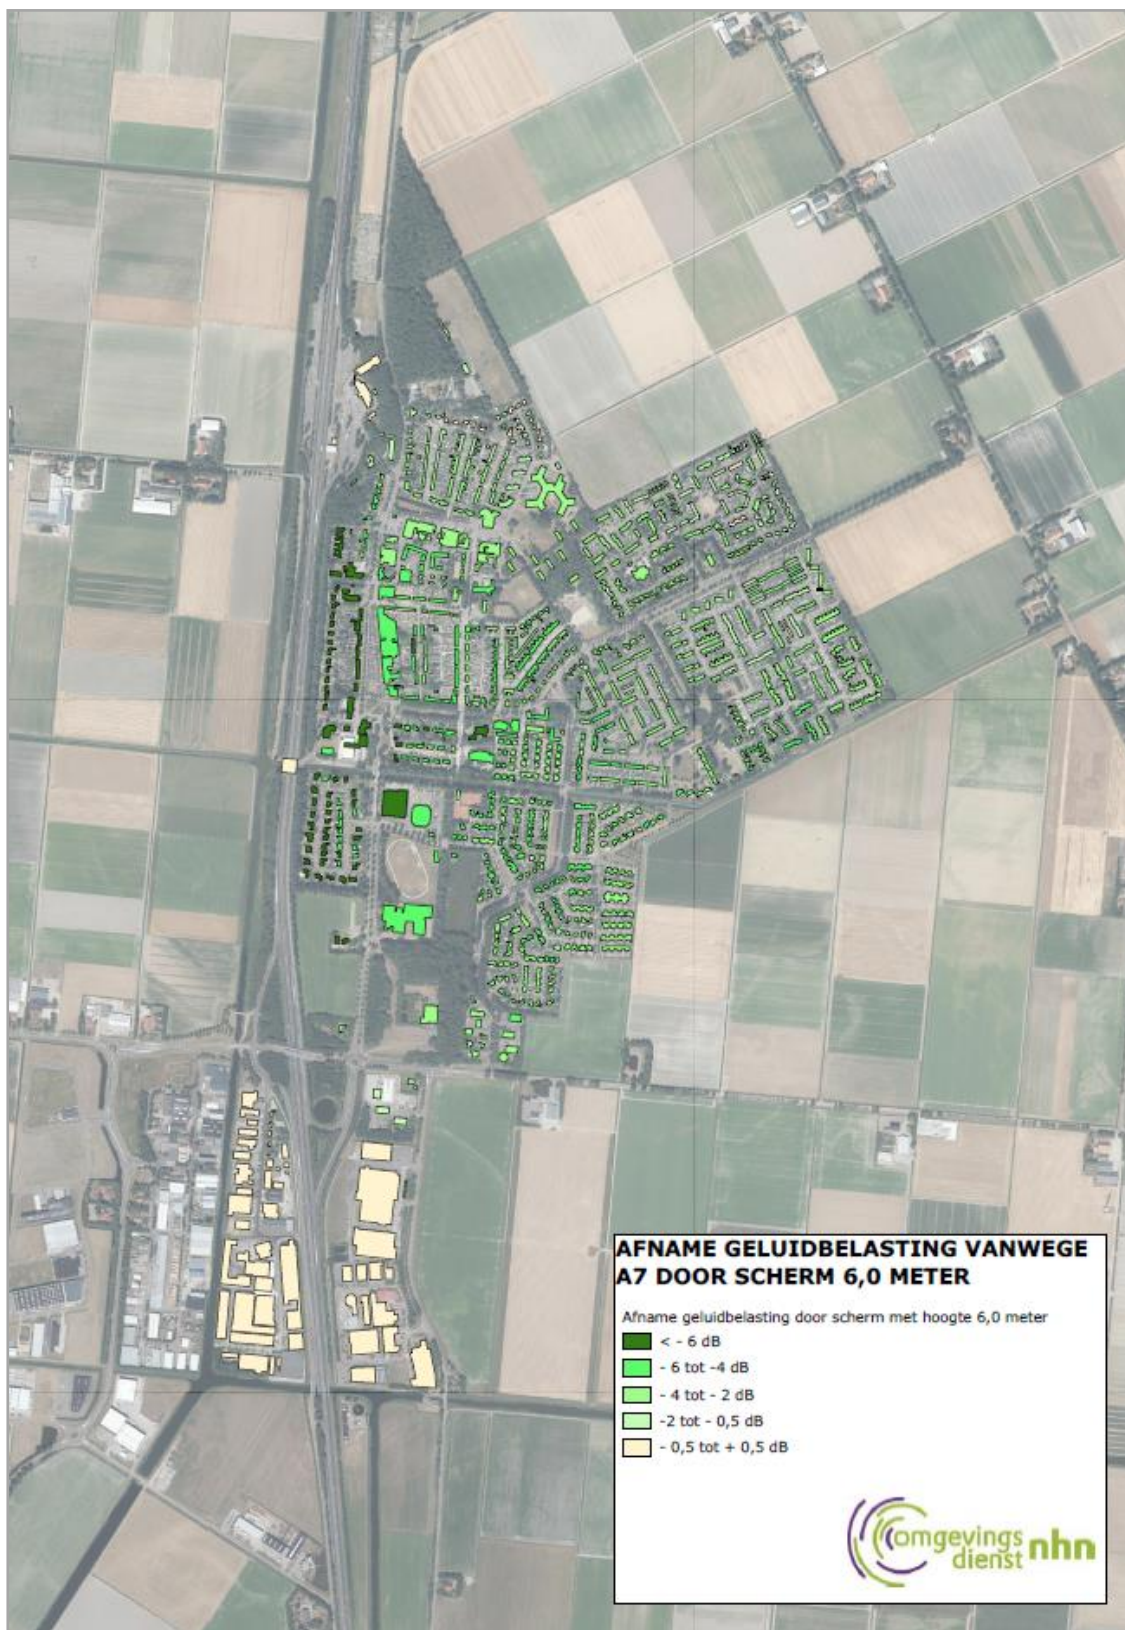 AFNAME GELUIDBELASTING VANWEGE
A7 DOOR SCHERM 6,0 METER
Afname geluidbelasting door scherm met hoogte 6,0 meter
< - 6 dB
- 6 tot -4 dB
- 4 tot - 2 dB
-2 tot - 0,5 dB
- 0,5 tot + 0,5 dB
omgevings
dienst nhn